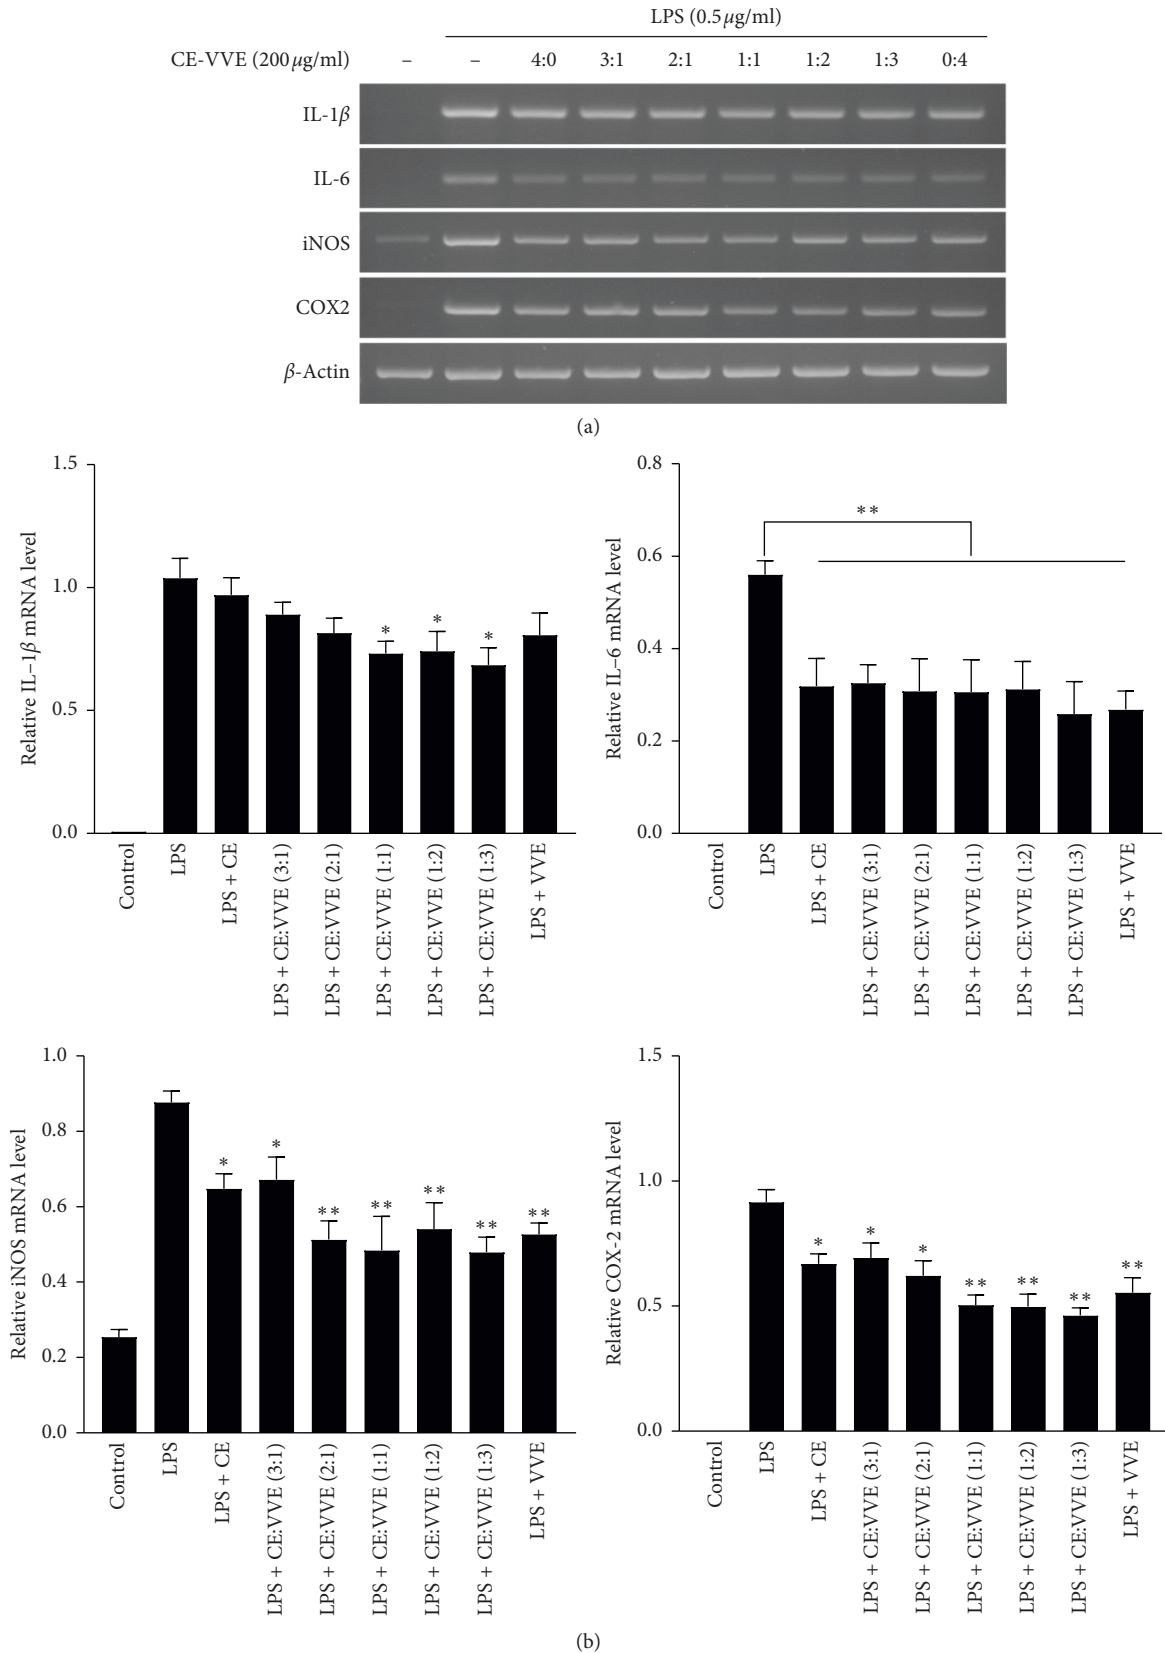 LPS (0.5 μg/ml)
CE-VVE (200 μg/ml) – – 4:0 3:1 2:1 1:1 1:2 1:3 0:4
IL-1β
IL-6
iNOS
COX2
β-Actin
(a)
Relative IL–1β mRNA level
1.5
1.0
0.5
0.0
* * *
Control
LPS
LPS + CE
LPS + CE:VVE (3:1)
LPS + CE:VVE (2:1)
LPS + CE:VVE (1:1)
LPS + CE:VVE (1:2)
LPS + CE:VVE (1:3)
LPS + VVE
Relative IL–6 mRNA level
0.8
0.6
0.4
0.2
0.0
**
Control
LPS
LPS + CE
LPS + CE:VVE (3:1)
LPS + CE:VVE (2:1)
LPS + CE:VVE (1:1)
LPS + CE:VVE (1:2)
LPS + CE:VVE (1:3)
LPS + VVE
Relative iNOS mRNA level
1.0
0.8
0.6
0.4
0.2
0.0
* * ** ** ** ** **
Control
LPS
LPS + CE
LPS + CE:VVE (3:1)
LPS + CE:VVE (2:1)
LPS + CE:VVE (1:1)
LPS + CE:VVE (1:2)
LPS + CE:VVE (1:3)
LPS + VVE
Relative COX-2 mRNA level
1.5
1.0
0.5
0.0
* * * ** ** ** **
Control
LPS
LPS + CE
LPS + CE:VVE (3:1)
LPS + CE:VVE (2:1)
LPS + CE:VVE (1:1)
LPS + CE:VVE (1:2)
LPS + CE:VVE (1:3)
LPS + VVE
(b)